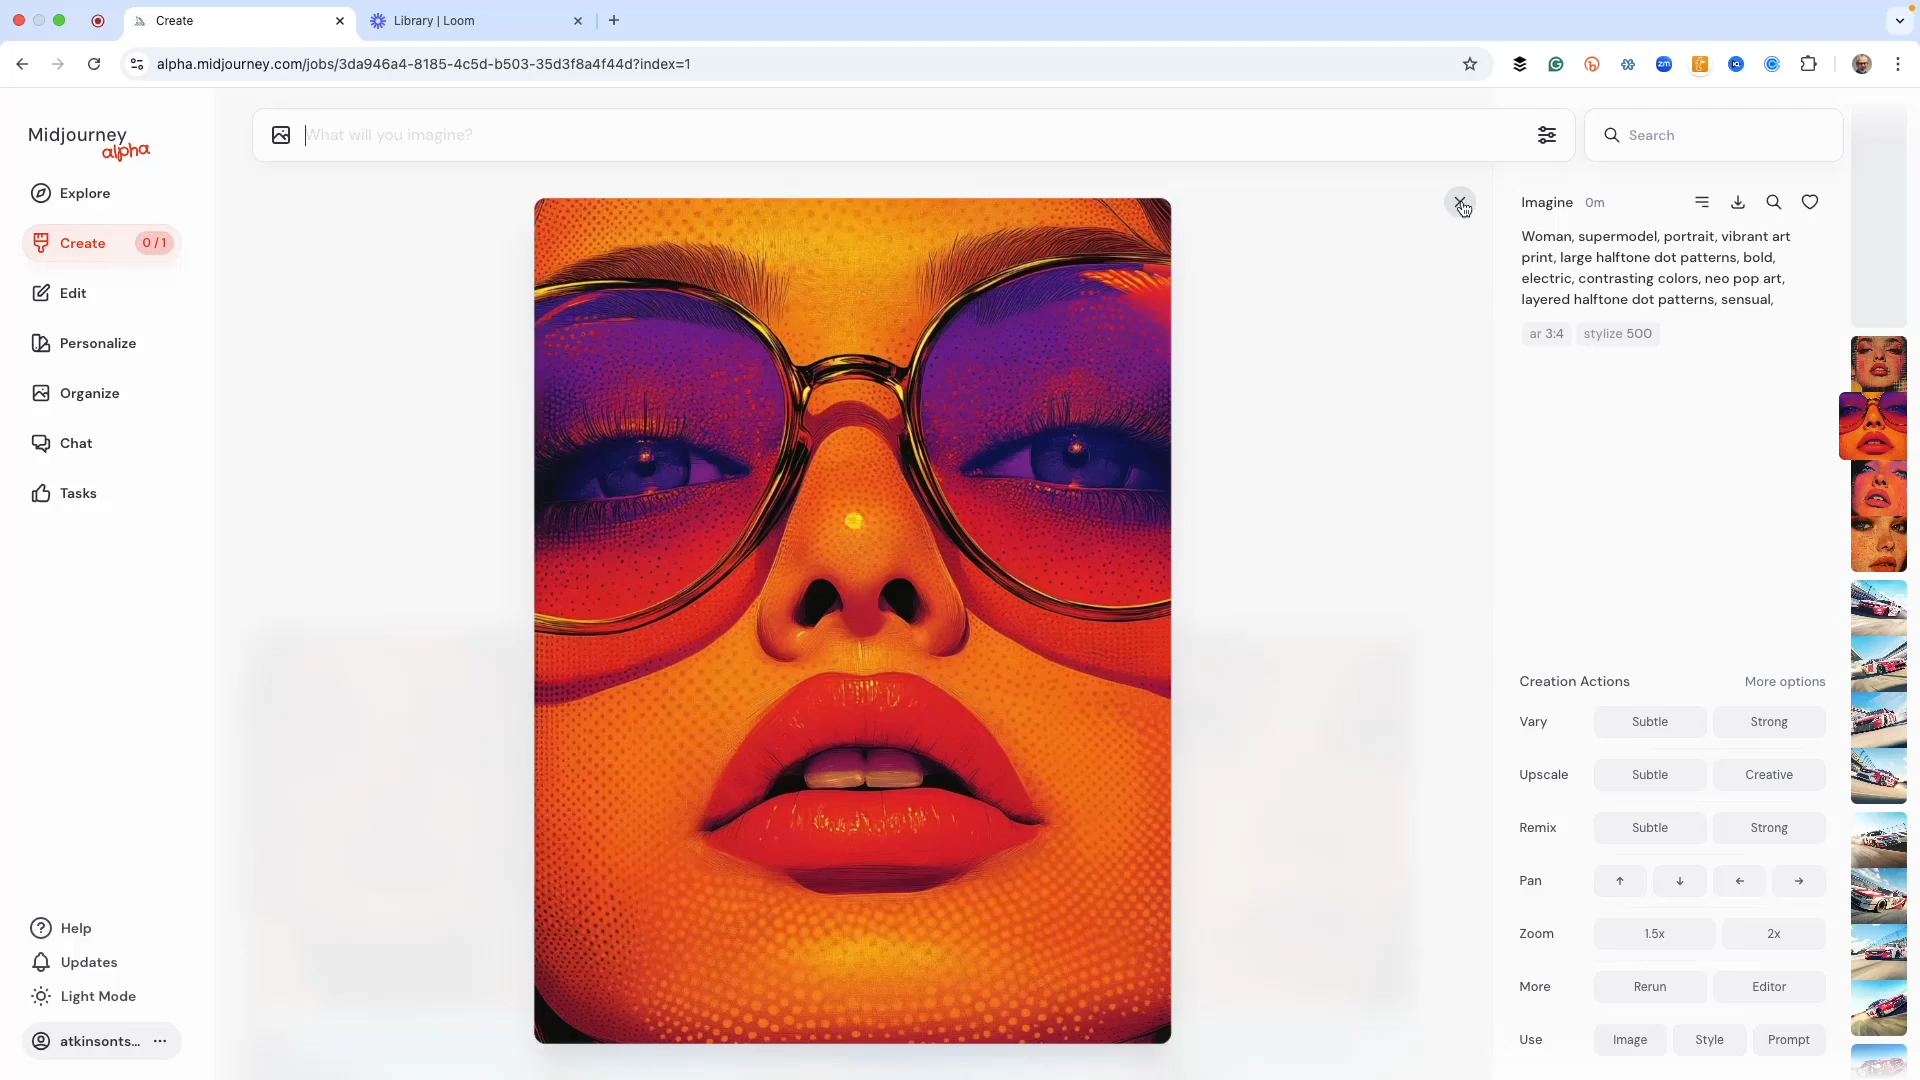 Create
Library | Loom
alpha.midjourney.com/jobs/3da946a4-8185-4c5d-b503-35d3f8a4f44d?index=1
zm
Midjourney
alpha
What will you imagine?
Search
Explore
Create 0 / 1
Edit
Personalize
Organize
Chat
Tasks
Help
Updates
Light Mode
atkinsonts...
Imagine 0m
Woman, supermodel, portrait, vibrant art
print, large halftone dot patterns, bold,
electric, contrasting colors, neo pop art,
layered halftone dot patterns, sensual,
ar 3:4 stylize 500
Creation Actions More options
Vary Subtle Strong
Upscale Subtle Creative
Remix Subtle Strong
Pan
Zoom 1.5x 2x
More Rerun Editor
Use Image Style Prompt